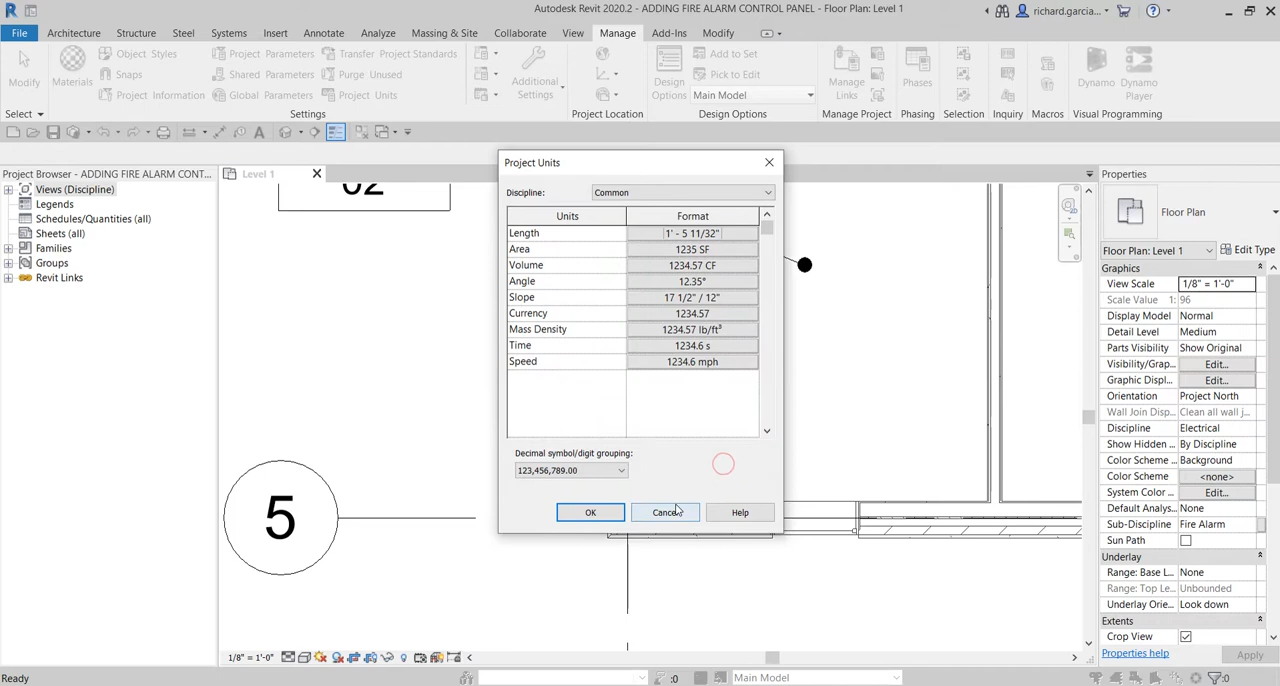 Autodesk Revit 2020.2 - ADDING FIRE ALARM CONTROL PANEL - Floor Plan: Level 1
richard.garcia...
File Architecture Structure Steel Systems Insert Annotate Analyze Massing & Site Collaborate View Manage Add-Ins Modify
Modify
Select
Materials
Object Styles
Snaps
Project Information
Project Parameters
Shared Parameters
Global Parameters
Transfer Project Standards
Purge Unused
Project Units
Additional
Settings
Settings
Project Location
Design
Options
Add to Set
Pick to Edit
Main Model
Design Options
Manage
Links
Manage Project
Phases
Phasing
Selection
Inquiry
Macros
Dynamo
Dynamo
Player
Visual Programming
Project Browser - ADDING FIRE ALARM CONT...
Views (Discipline)
Legends
Schedules/Quantities (all)
Sheets (all)
Families
Groups
Revit Links
Level 1
02
5
Project Units
Discipline: Common
Units Format
Length 1' - 5 11/32"
Area 1235 SF
Volume 1234.57 CF
Angle 12.35°
Slope 17 1/2" / 12"
Currency 1234.57
Mass Density 1234.57 lb/ft³
Time 1234.6 s
Speed 1234.6 mph
Decimal symbol/digit grouping:
123,456,789.00
OK Cancel Help
Properties
Floor Plan
Floor Plan: Level 1 Edit Type
Graphics
View Scale 1/8" = 1'-0"
Scale Value 1: 96
Display Model Normal
Detail Level Medium
Parts Visibility Show Original
Visibility/Grap... Edit...
Graphic Displ... Edit...
Orientation Project North
Wall Join Disp... Clean all wall j...
Discipline Electrical
Show Hidden ... By Discipline
Color Scheme ... Background
Color Scheme <none>
System Color ... Edit...
Default Analys... None
Sub-Discipline Fire Alarm
Sun Path
Underlay
Range: Base L... None
Range: Top Le... Unbounded
Underlay Orie... Look down
Extents
Crop View
Properties help Apply
1/8" = 1'-0"
Ready
:0
Main Model
:0